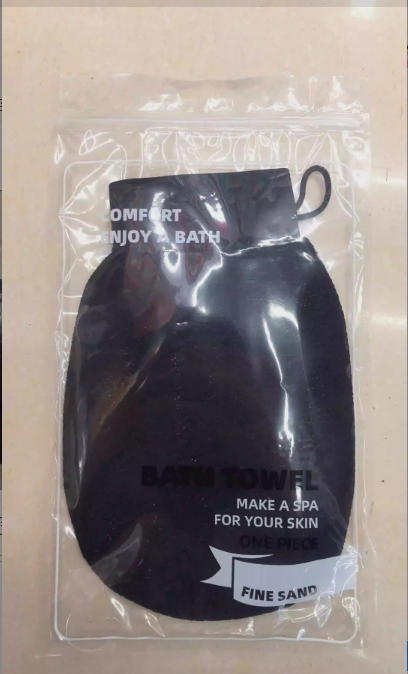 COMFORT
ENJOY A BATH
BATH TOWEL
MAKE A SPA
FOR YOUR SKIN
ONE PIECE
FINE SAND